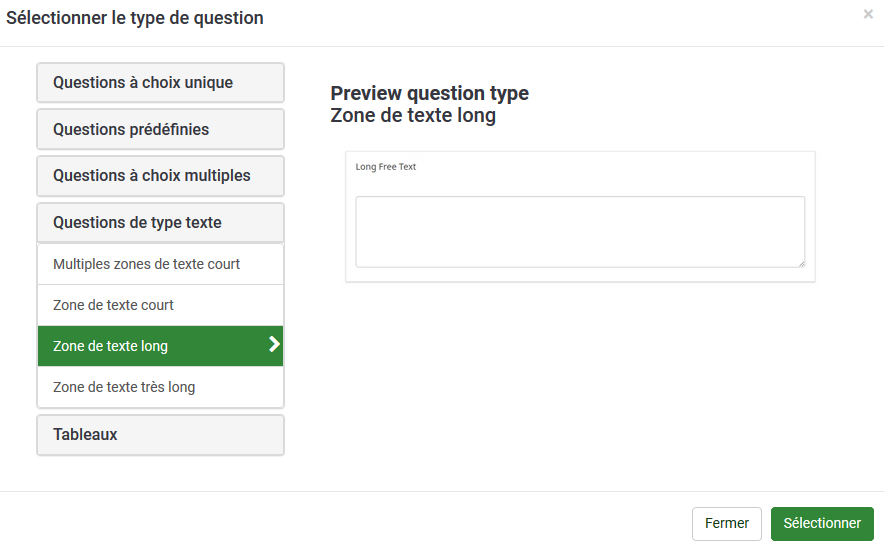 Sélectionner le type de question
×
Questions à choix unique
Questions prédéfinies
Questions à choix multiples
Questions de type texte
Multiples zones de texte court
Zone de texte court
Zone de texte long
Zone de texte très long
Tableaux
Preview question type
Zone de texte long
Long Free Text
Fermer
Sélectionner